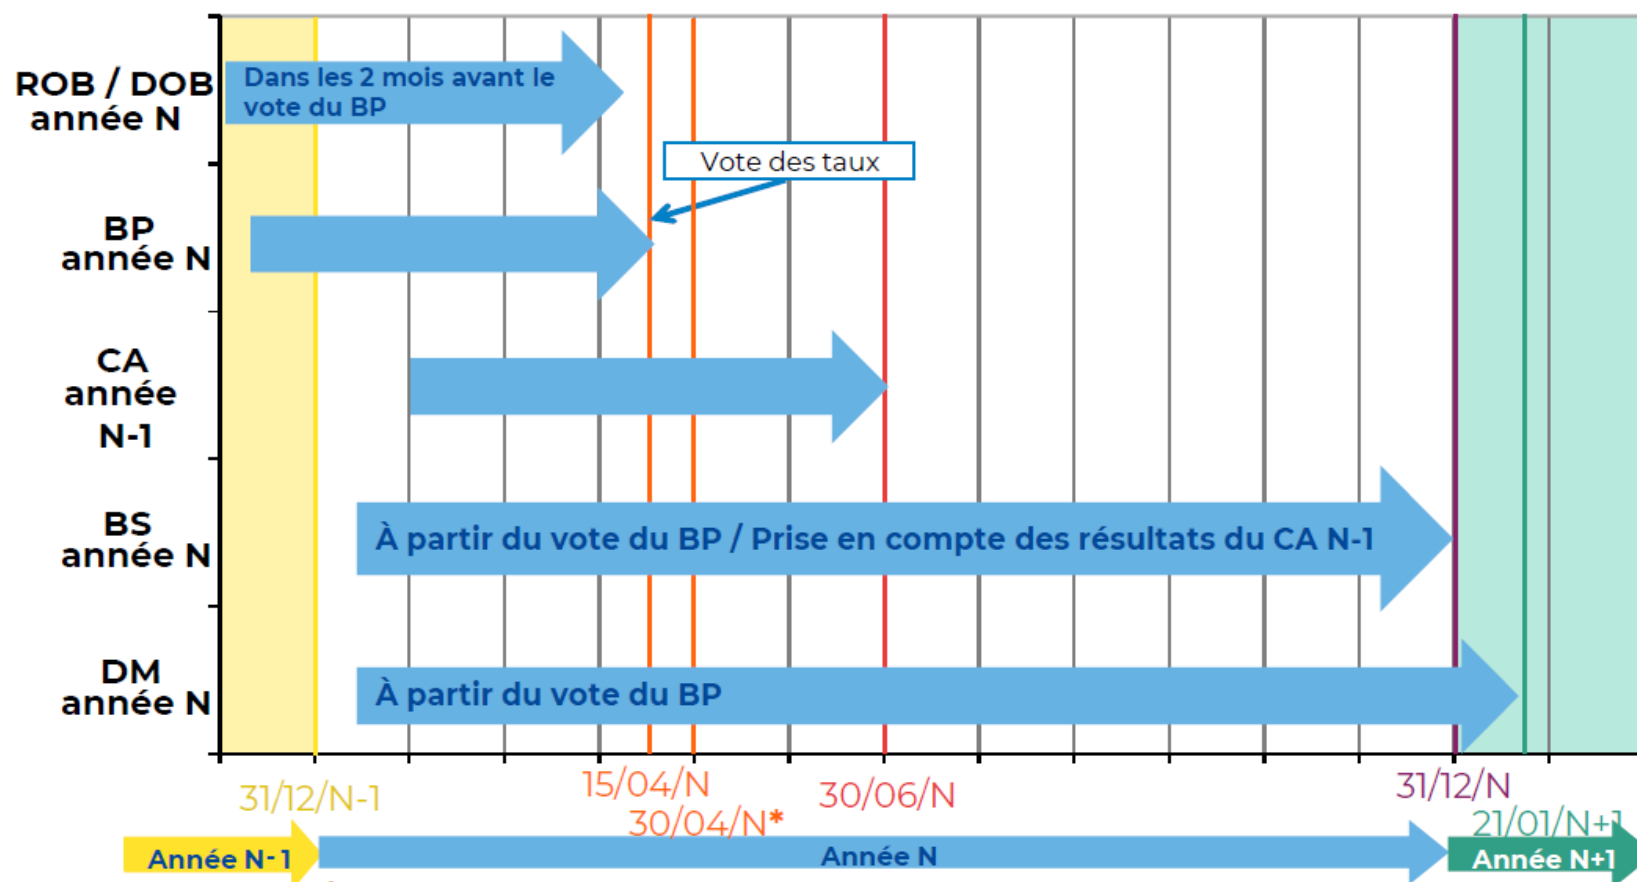 ROB / DOB
année N
Dans les 2 mois avant le
vote du BP
Vote des taux
BP
année N
CA
année
N-1
BS
année N
À partir du vote du BP / Prise en compte des résultats du CA N-1
DM
année N
À partir du vote du BP
31/12/N-1
15/04/N
30/04/N*
30/06/N
31/12/N
21/01/N+1
Année N-1
Année N
Année N+1